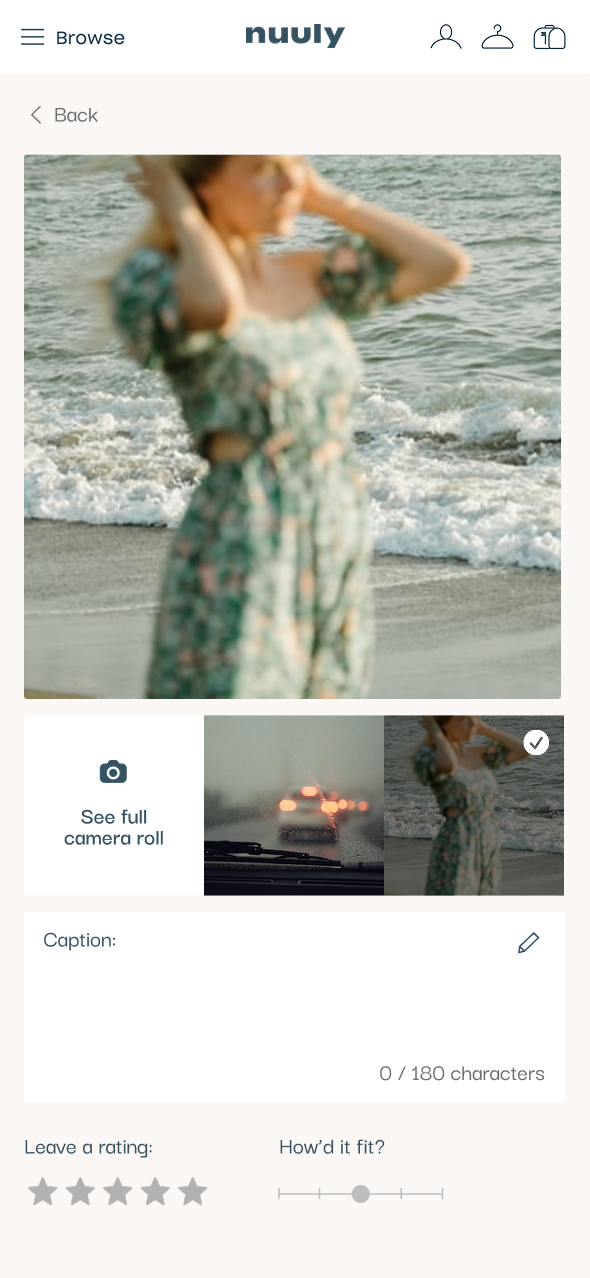 Browse
nuuly
Back
See full
camera roll
Caption:
0 / 180 characters
Leave a rating:
How’d it fit?